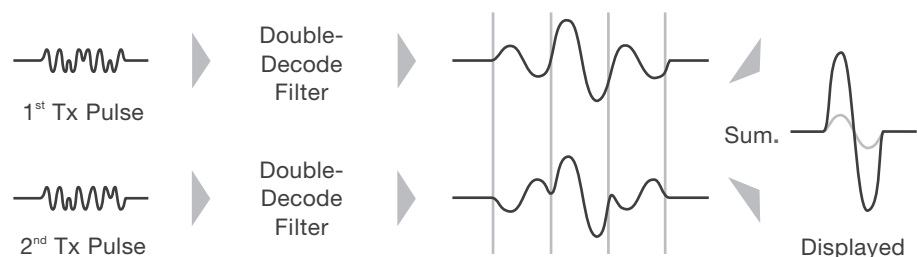 Double-
Decode
Filter
1st Tx Pulse
Sum.
Double-
Decode
Filter
2nd Tx Pulse
Displayed